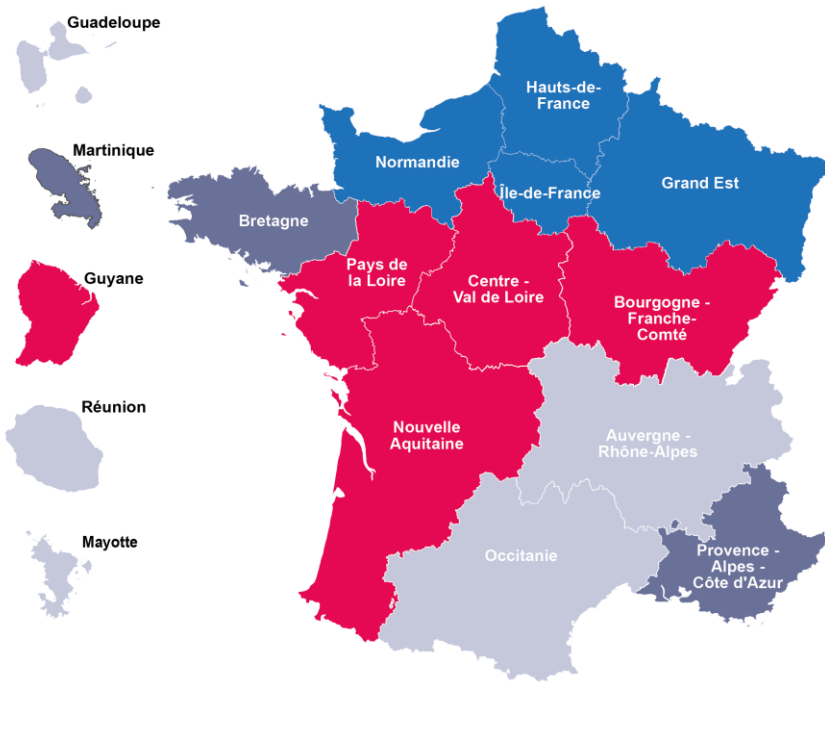 Guadeloupe
Martinique
Guyane
Réunion
Mayotte
Hauts-de-
France
Normandie
Île-de-France
Grand Est
Bretagne
Pays de
la Loire
Centre -
Val de Loire
Bourgogne -
Franche-
Comté
Nouvelle
Aquitaine
Auvergne -
Rhône-Alpes
Occitanie
Provence -
Alpes -
Côte d'Azur